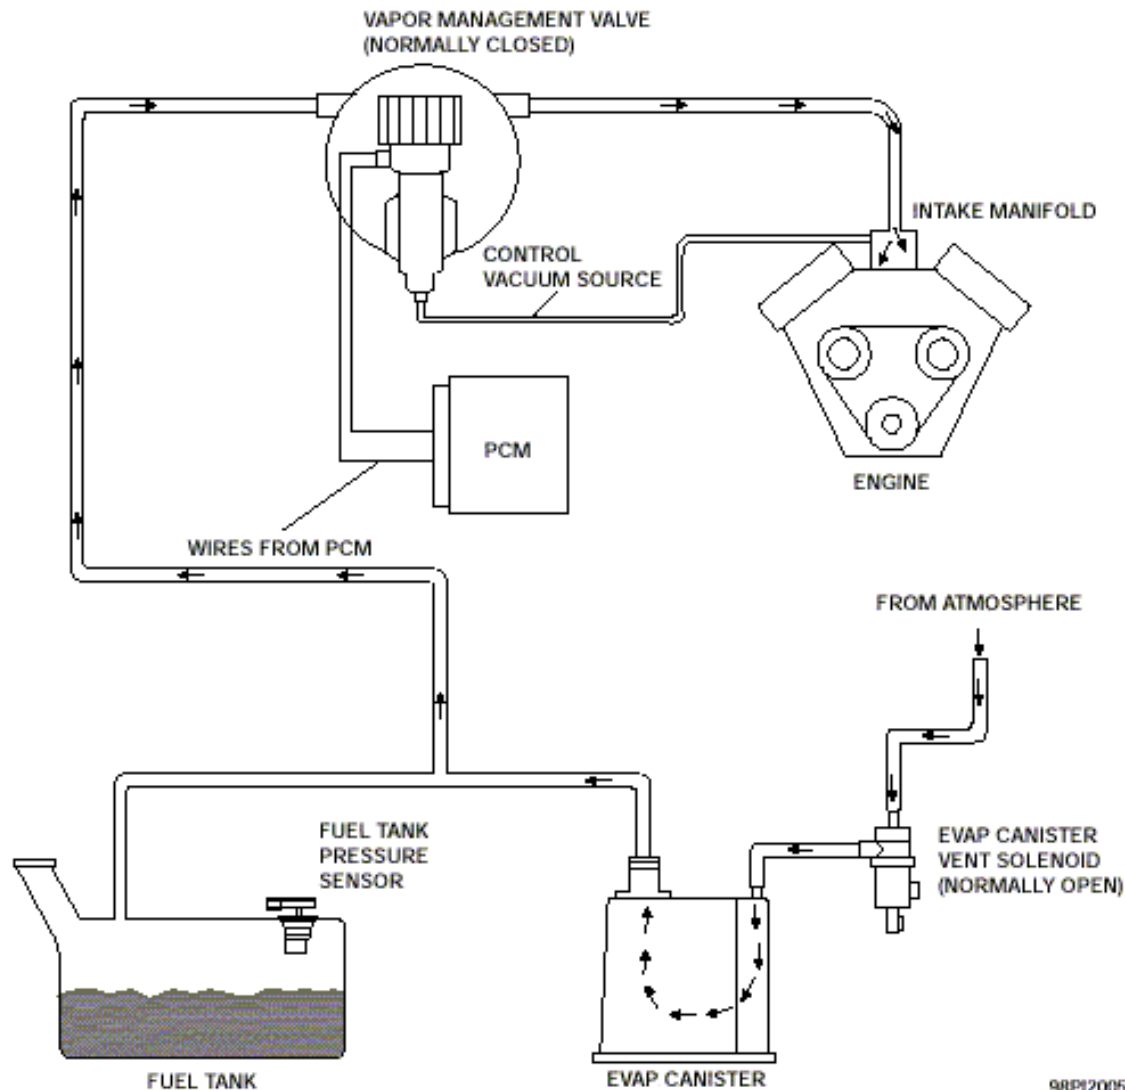 VAPOR MANAGEMENT VALVE
(NORMALLY CLOSED)
INTAKE MANIFOLD
CONTROL
VACUUM SOURCE
PCM
ENGINE
WIRES FROM PCM
FROM ATMOSPHERE
FUEL TANK
PRESSURE
SENSOR
EVAP CANISTER
VENT SOLENOID
(NORMALLY OPEN)
FUEL TANK
EVAP CANISTER
98PI2005